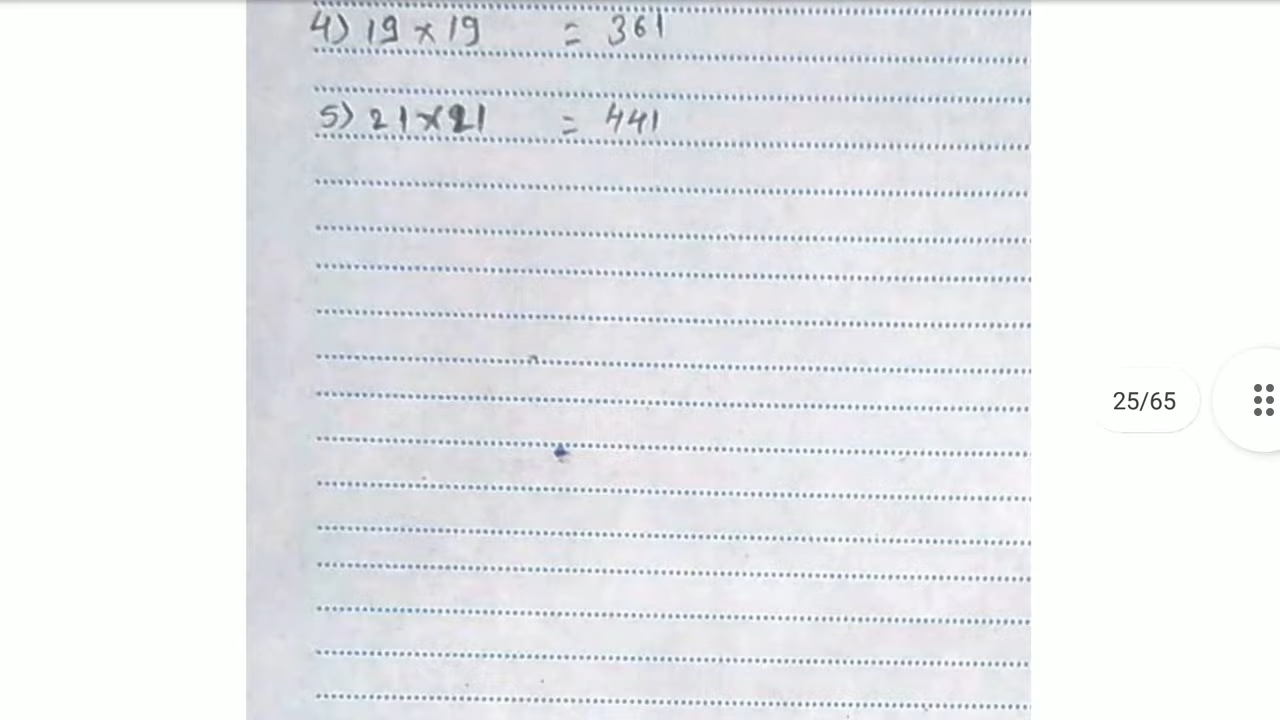 4) 19 × 19 = 361
5) 21 × 21 = 441
25/65